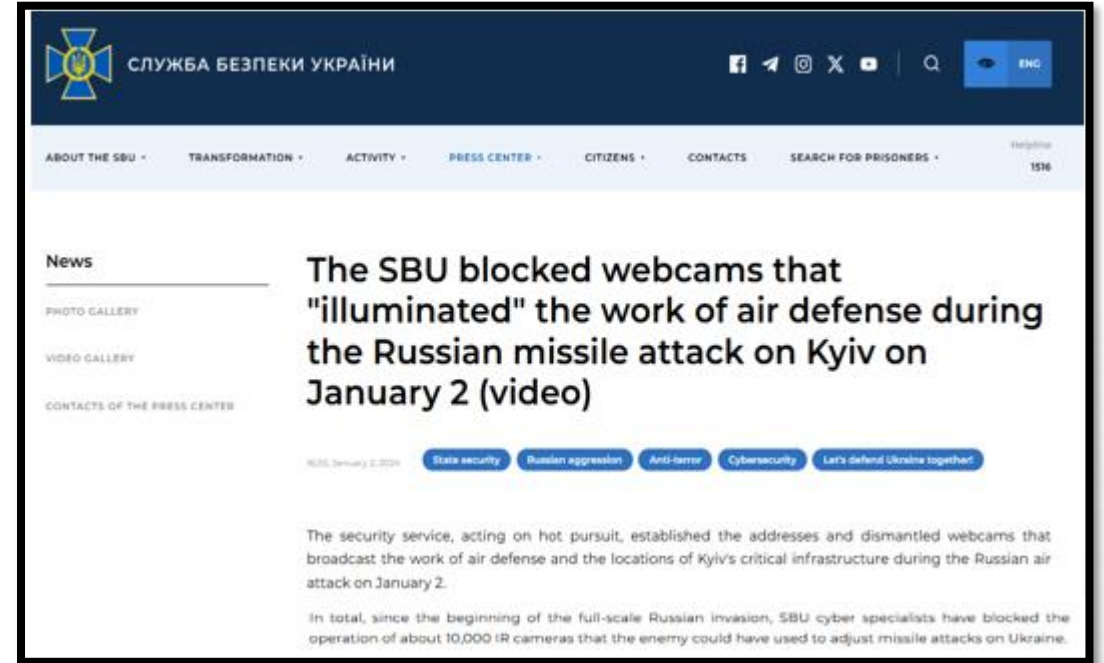 СЛУЖБА БЕЗПЕКИ УКРАЇНИ
ENG
ABOUT THE SBU
TRANSFORMATION
ACTIVITY
PRESS CENTER
CITIZENS
CONTACTS
SEARCH FOR PRISONERS
Helpline
1516
News
PHOTO GALLERY
VIDEO GALLERY
CONTACTS OF THE PRESS CENTER
The SBU blocked webcams that
"illuminated" the work of air defense during
the Russian missile attack on Kyiv on
January 2 (video)
January 2, 2024
State security
Russian aggression
Anti-terror
Cybersecurity
Let's defend Ukraine together!
The security service, acting on hot pursuit, established the addresses and dismantled webcams that
broadcast the work of air defense and the locations of Kyiv's critical infrastructure during the Russian air
attack on January 2.
In total, since the beginning of the full-scale Russian invasion, SBU cyber specialists have blocked the
operation of about 10,000 IR cameras that the enemy could have used to adjust missile attacks on Ukraine.